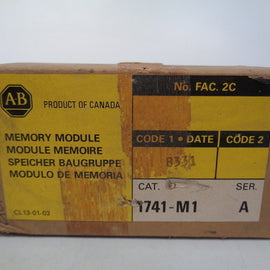 AB
PRODUCT OF CANADA
No. FAC. 2C
MEMORY MODULE
MODULE MEMOIRE
SPEICHER BAUGRUPPE
MODULO DE MEMORIA
CODE 1 • DATE
CODE 2
8331
CAT.
SER.
1741-M1
A
CL13-01-03